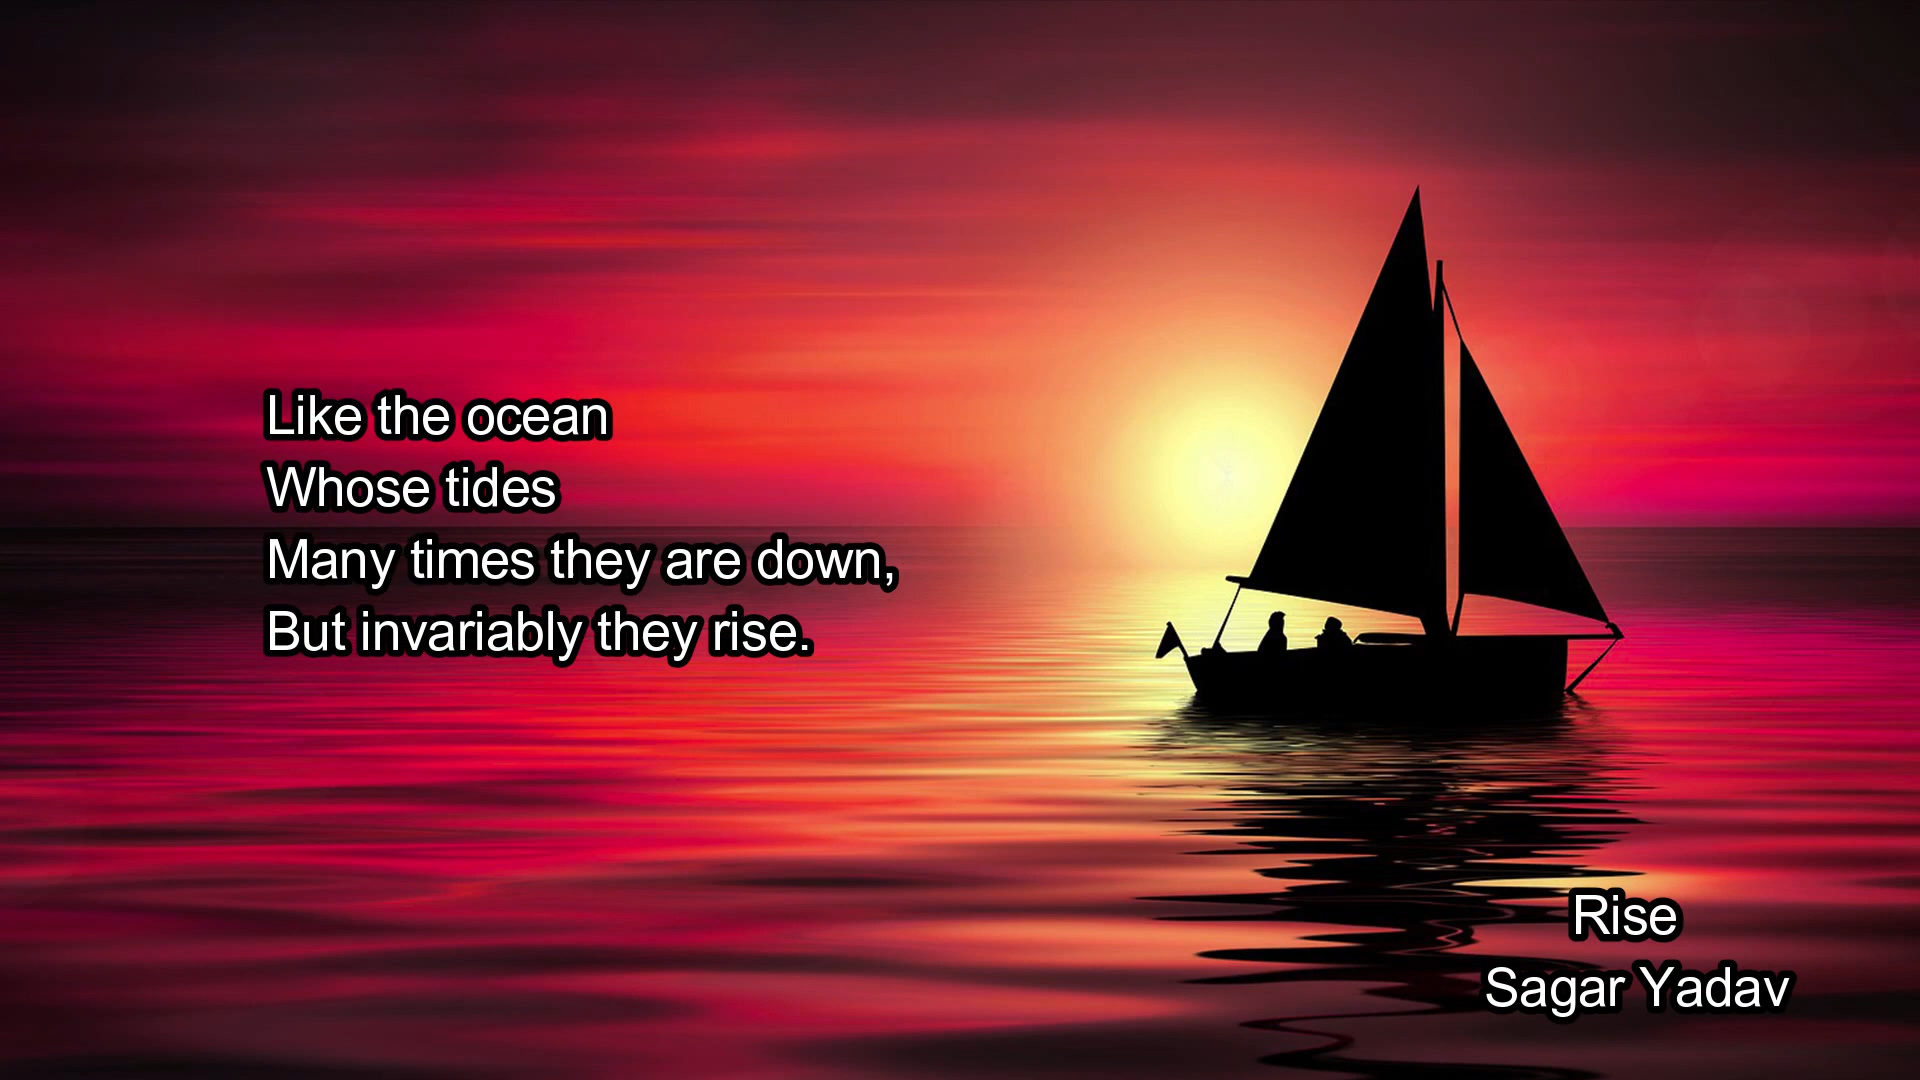 Like the ocean
Whose tides
Many times they are down,
But invariably they rise.
Rise
Sagar Yadav